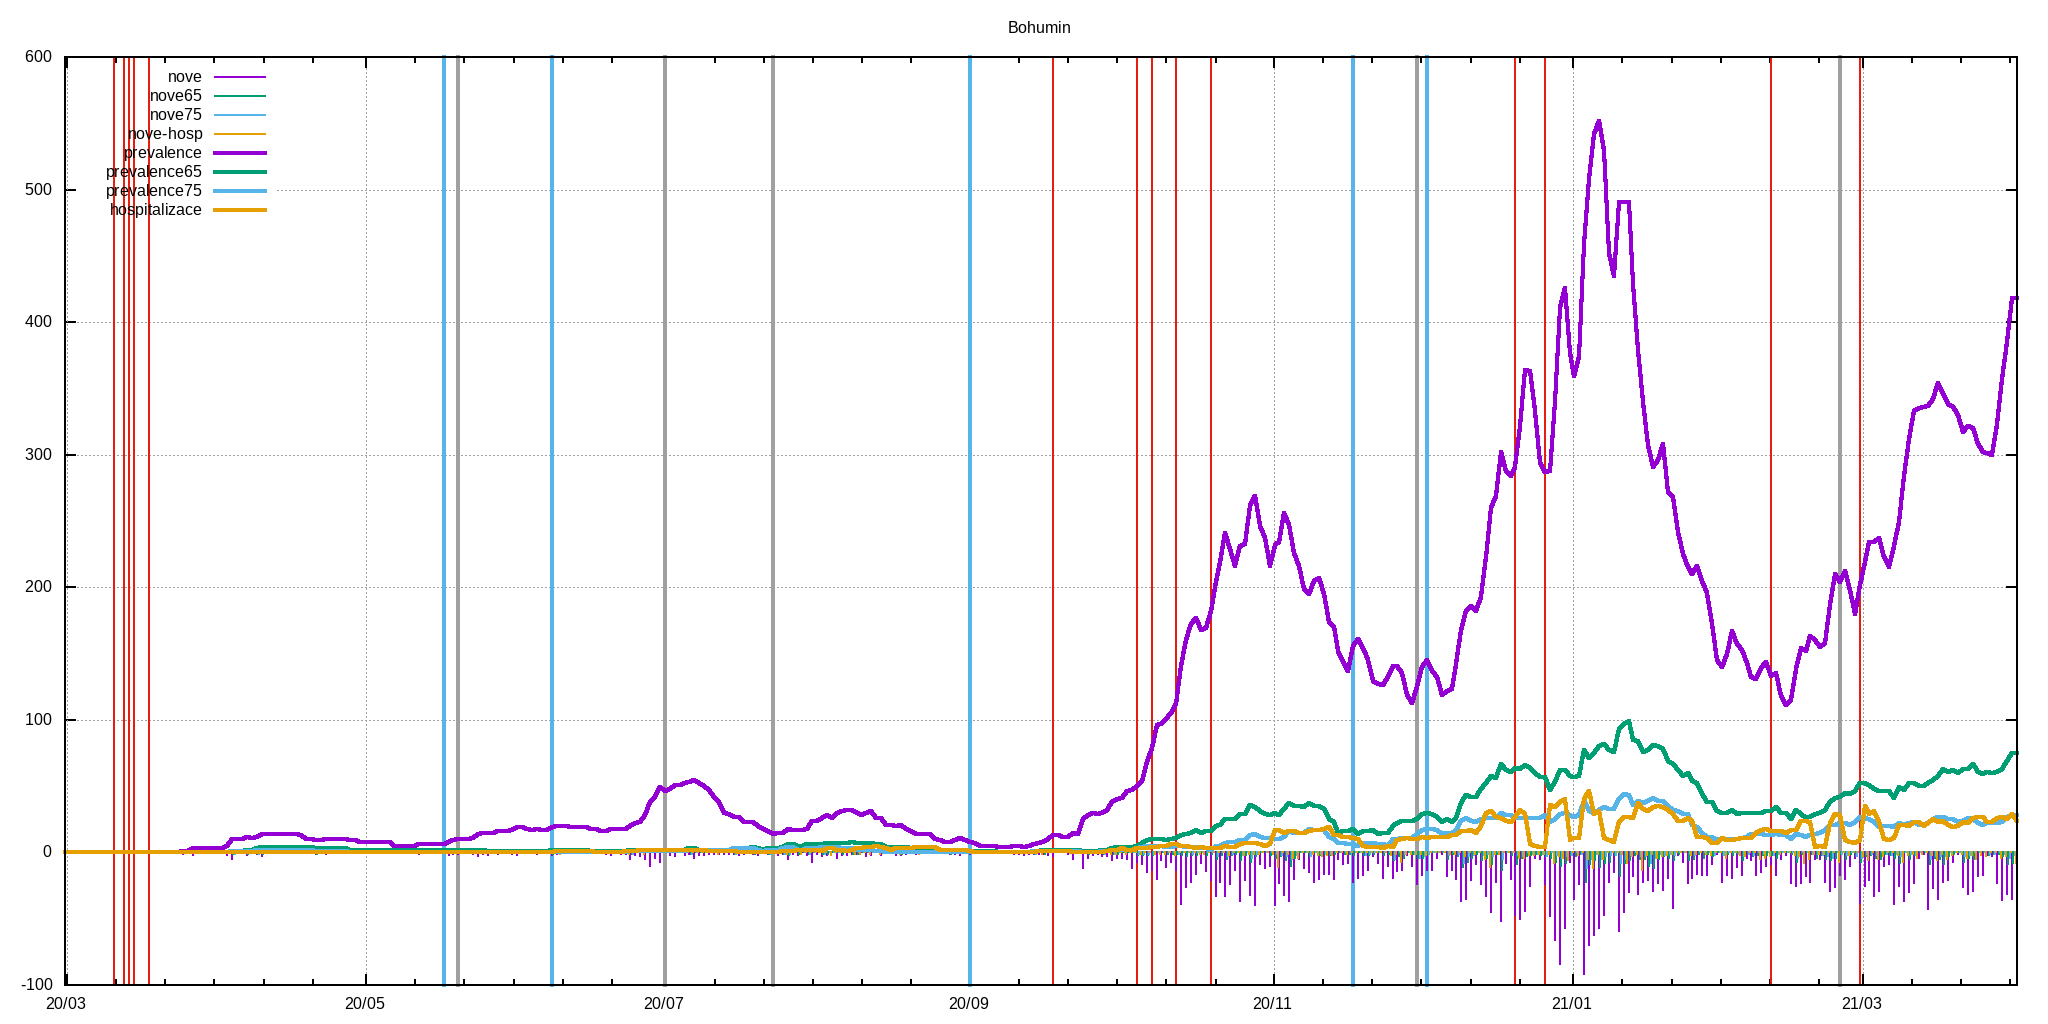 Bohumin
600
500
400
300
200
100
0
-100
nove
nove65
nove75
nove-hosp
prevalence
prevalence65
prevalence75
hospitalizace
20/03 20/05 20/07 20/09 20/11 21/01 21/03